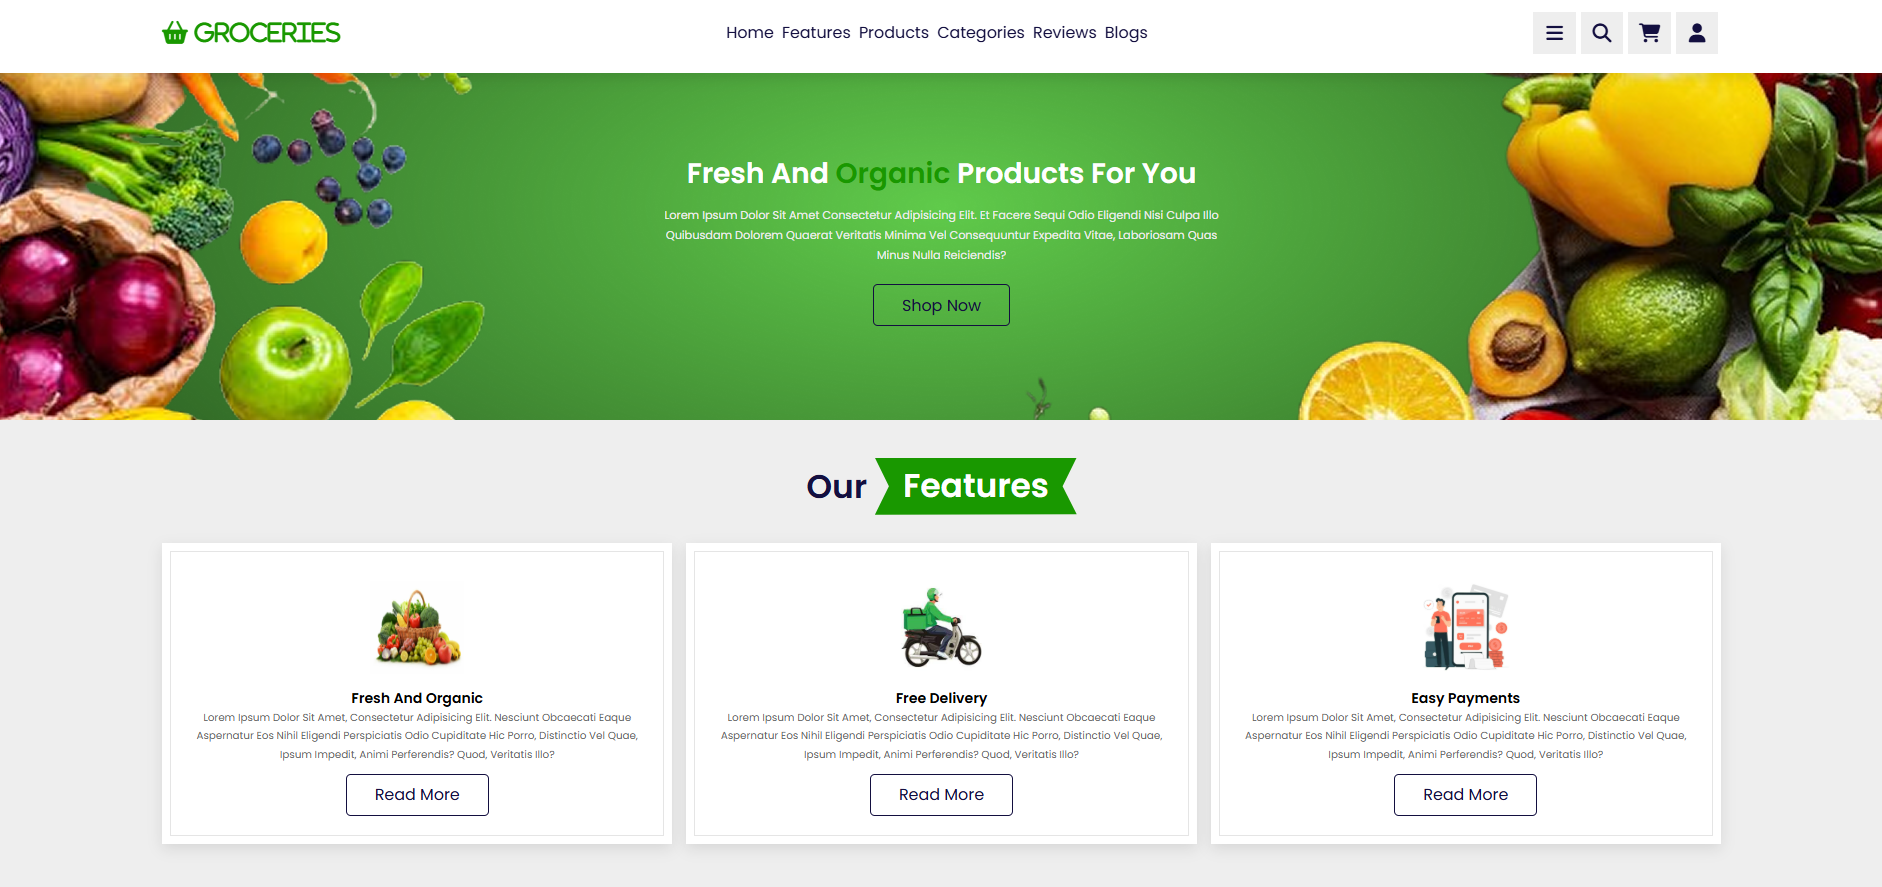 GROCERIES
Home Features Products Categories Reviews Blogs
Fresh And Organic Products For You
Lorem Ipsum Dolor Sit Amet Consectetur Adipisicing Elit. Et Facere Sequi Odio Eligendi Nisi Culpa Illo
Quibusdam Dolorem Quaerat Veritatis Minima Vel Consequuntur Expedita Vitae, Laboriosam Quas
Minus Nulla Reiciendis?
Shop Now
Our Features
Fresh And Organic
Lorem Ipsum Dolor Sit Amet, Consectetur Adipisicing Elit. Nesciunt Obcaecati Eaque
Aspernatur Eos Nihil Eligendi Perspiciatis Odio Cupiditate Hic Porro, Distinctio Vel Quae,
Ipsum Impedit, Animi Perferendis? Quod, Veritatis Illo?
Read More
Free Delivery
Lorem Ipsum Dolor Sit Amet, Consectetur Adipisicing Elit. Nesciunt Obcaecati Eaque
Aspernatur Eos Nihil Eligendi Perspiciatis Odio Cupiditate Hic Porro, Distinctio Vel Quae,
Ipsum Impedit, Animi Perferendis? Quod, Veritatis Illo?
Read More
Easy Payments
Lorem Ipsum Dolor Sit Amet, Consectetur Adipisicing Elit. Nesciunt Obcaecati Eaque
Aspernatur Eos Nihil Eligendi Perspiciatis Odio Cupiditate Hic Porro, Distinctio Vel Quae,
Ipsum Impedit, Animi Perferendis? Quod, Veritatis Illo?
Read More